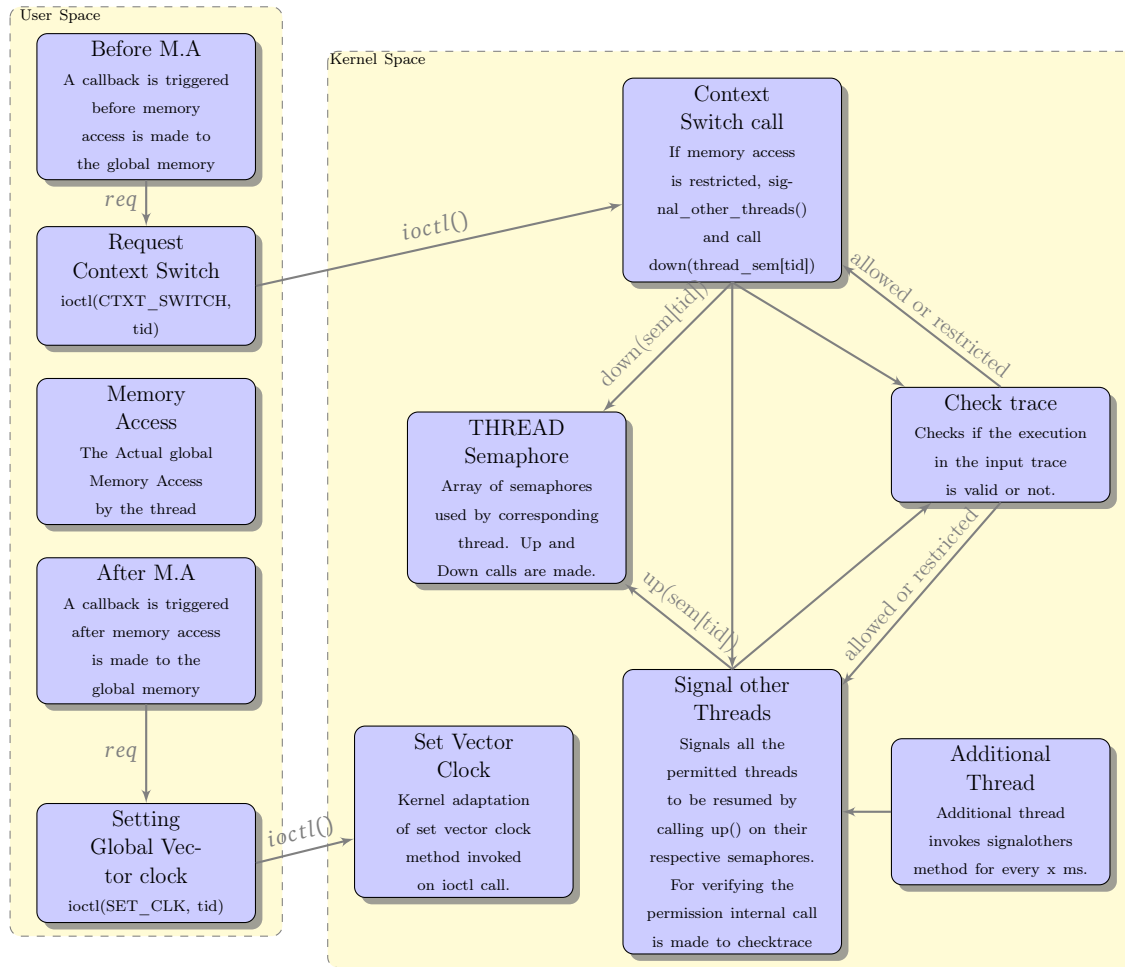 User Space
Before M.A
A callback is triggered
before memory
access is made to
the global memory
req
Request
Context Switch
ioctl(CTXT_SWITCH,
tid)
Memory
Access
The Actual global
Memory Access
by the thread
After M.A
A callback is triggered
after memory access
is made to the
global memory
req
Setting
Global Vec-
tor clock
ioctl(SET_CLK, tid)
ioctl()
ioctl()
Kernel Space
Context
Switch call
If memory access
is restricted, sig-
nal_other_threads()
and call
down(thread_sem[tid])
down(sem[tid])
allowed or restricted
THREAD
Semaphore
Array of semaphores
used by corresponding
thread. Up and
Down calls are made.
Check trace
Checks if the execution
in the input trace
is valid or not.
up(sem[tid])
allowed or restricted
Set Vector
Clock
Kernel adaptation
of set vector clock
method invoked
on ioctl call.
Signal other
Threads
Signals all the
permitted threads
to be resumed by
calling up() on their
respective semaphores.
For verifying the
permission internal call
is made to checktrace
Additional
Thread
Additional thread
invokes signalothers
method for every x ms.